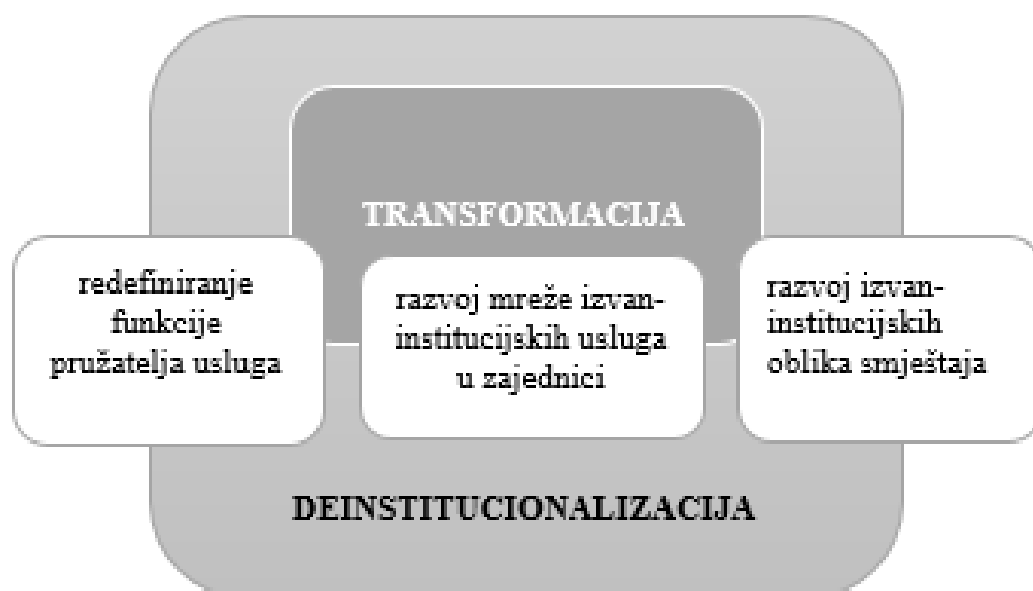 TRANSFORMACIJA
redefiniranje
funkcije
pružatelja usluga
razvoj mreže izvan-
institucijskih usluga
u zajednici
razvoj izvan-
institucijskih
oblika smještaja
DEINSTITUCIONALIZACIJA